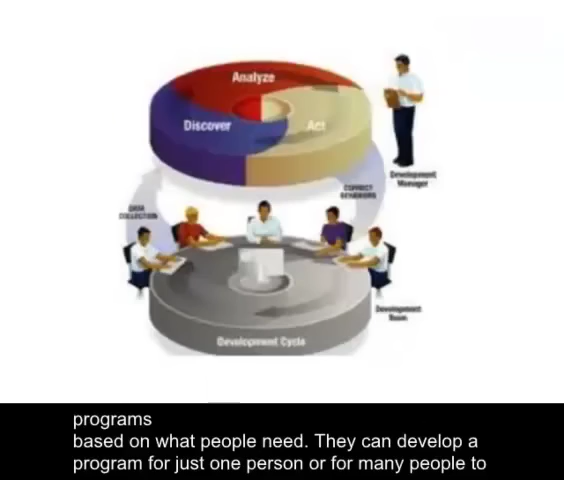 Analyze
Discover
Act
Development
Manager
CORRECT
BEHAVIORS
DATA
COLLECTION
Development
Team
Development Cycle
programs
based on what people need. They can develop a
program for just one person or for many people to